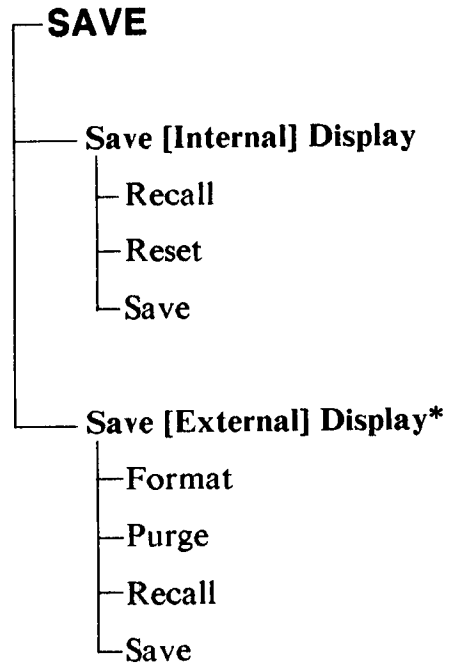 SAVE
Save [Internal] Display
Recall
Reset
Save
Save [External] Display*
Format
Purge
Recall
Save